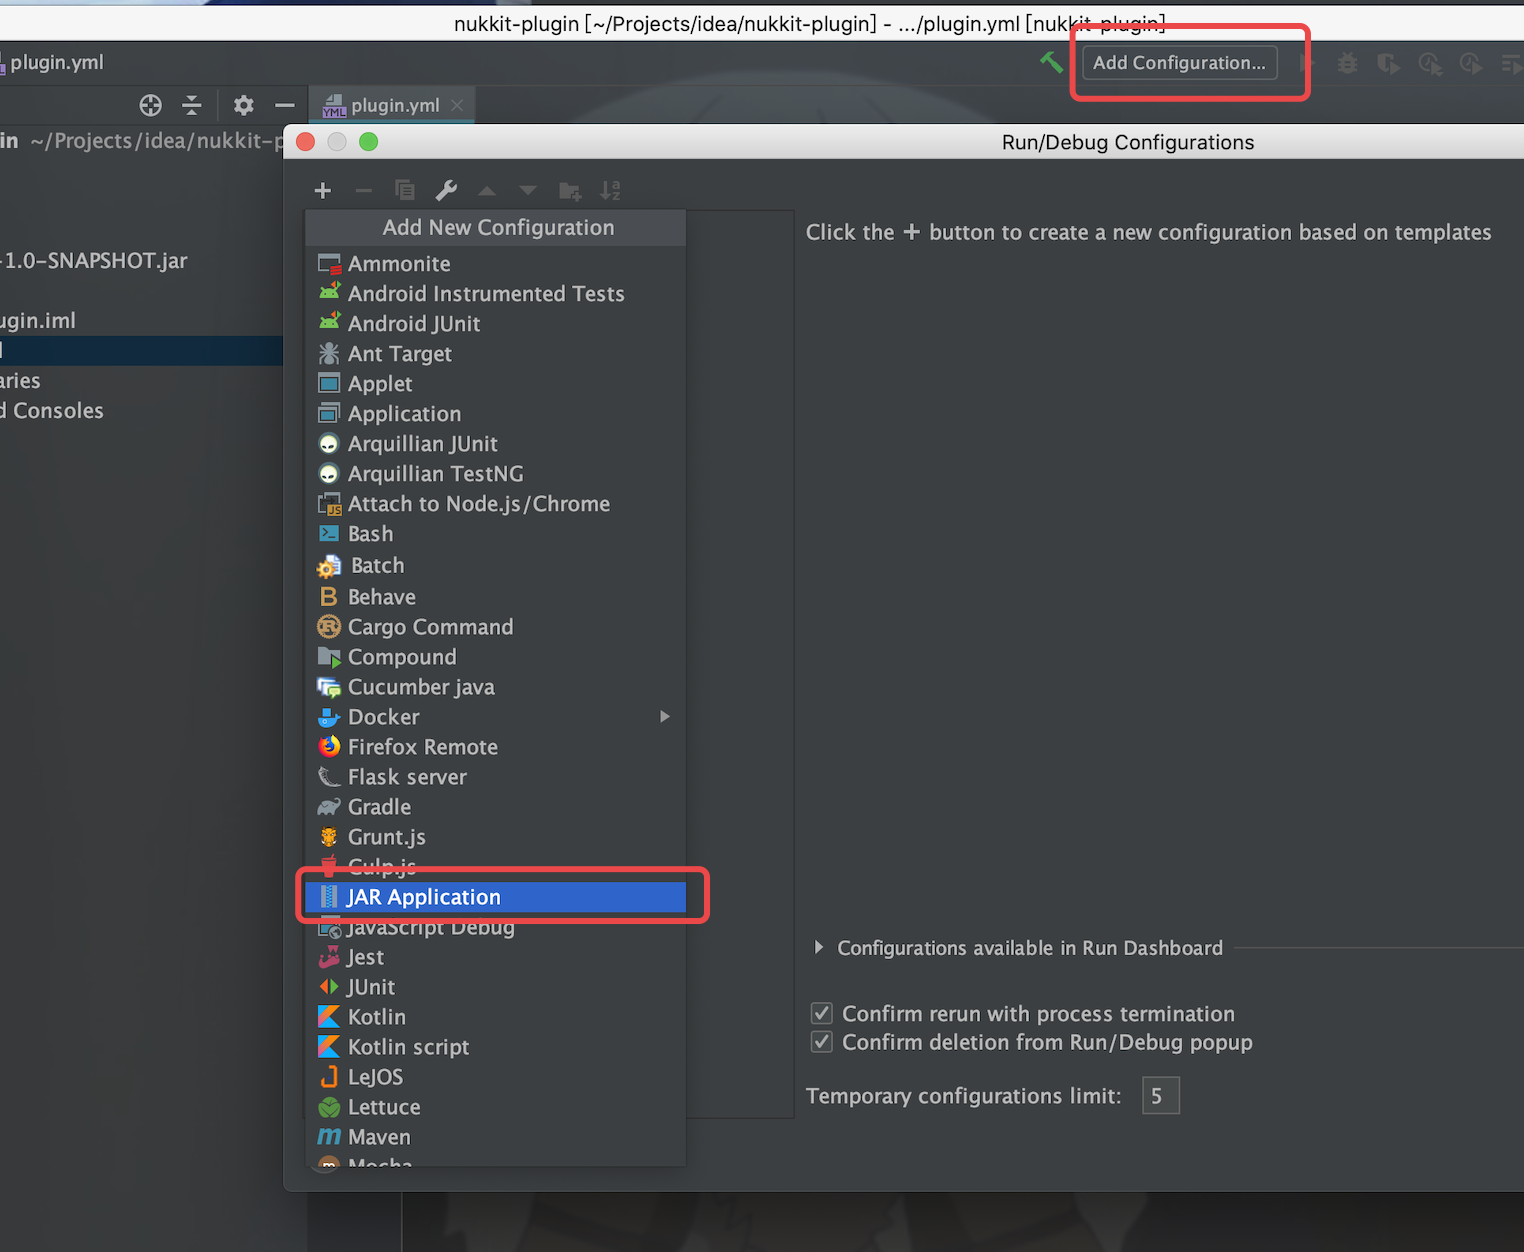 nukkit-plugin [~/Projects/idea/nukkit-plugin] - .../plugin.yml [nukkit-plugin]
plugin.yml
Add Configuration...
YML plugin.yml
in ~/Projects/idea/nukkit-p
Run/Debug Configurations
Add New Configuration
Click the + button to create a new configuration based on templates
-1.0-SNAPSHOT.jar
ugin.iml
l
aries
d Consoles
Ammonite
Android Instrumented Tests
Android JUnit
Ant Target
Applet
Application
Arquillian JUnit
Arquillian TestNG
Attach to Node.js/Chrome
Bash
Batch
Behave
Cargo Command
Compound
Cucumber java
Docker
Firefox Remote
Flask server
Gradle
Grunt.js
Gulp.js
JAR Application
JavaScript Debug
Jest
JUnit
Kotlin
Kotlin script
LeJOS
Lettuce
Maven
Mocha
Configurations available in Run Dashboard
Confirm rerun with process termination
Confirm deletion from Run/Debug popup
Temporary configurations limit: 5